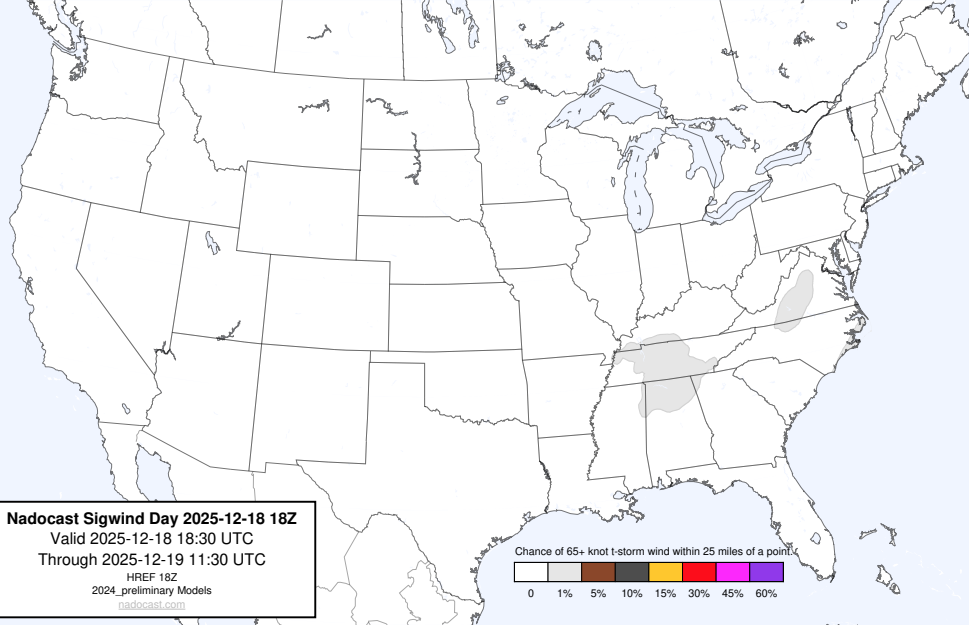 Nadocast Sigwind Day 2025-12-18 18Z
Valid 2025-12-18 18:30 UTC
Through 2025-12-19 11:30 UTC
HREF 18Z
2024_preliminary Models
nadocast.com
Chance of 65+ knot t-storm wind within 25 miles of a point.
0 1% 5% 10% 15% 30% 45% 60%